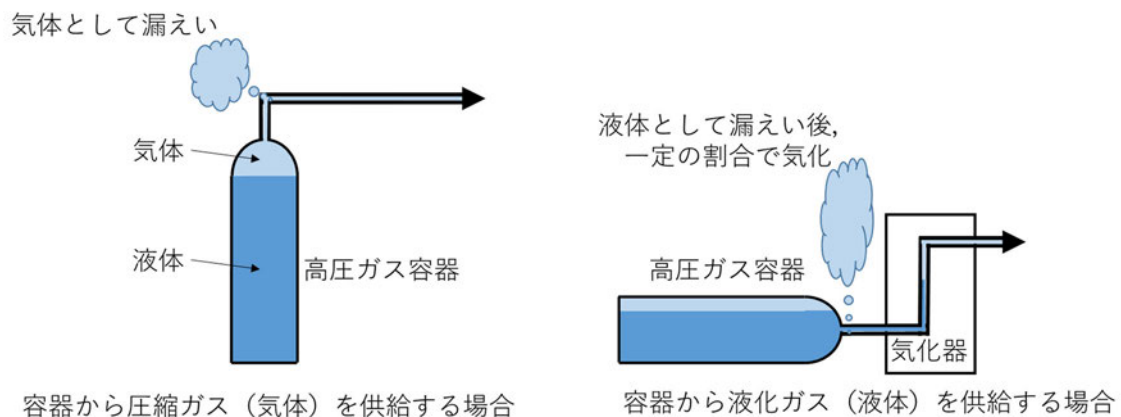 気体として漏えい
気体
液体
高圧ガス容器
容器から圧縮ガス（気体）を供給する場合
液体として漏えい後,
一定の割合で気化
高圧ガス容器
気化器
容器から液化ガス（液体）を供給する場合